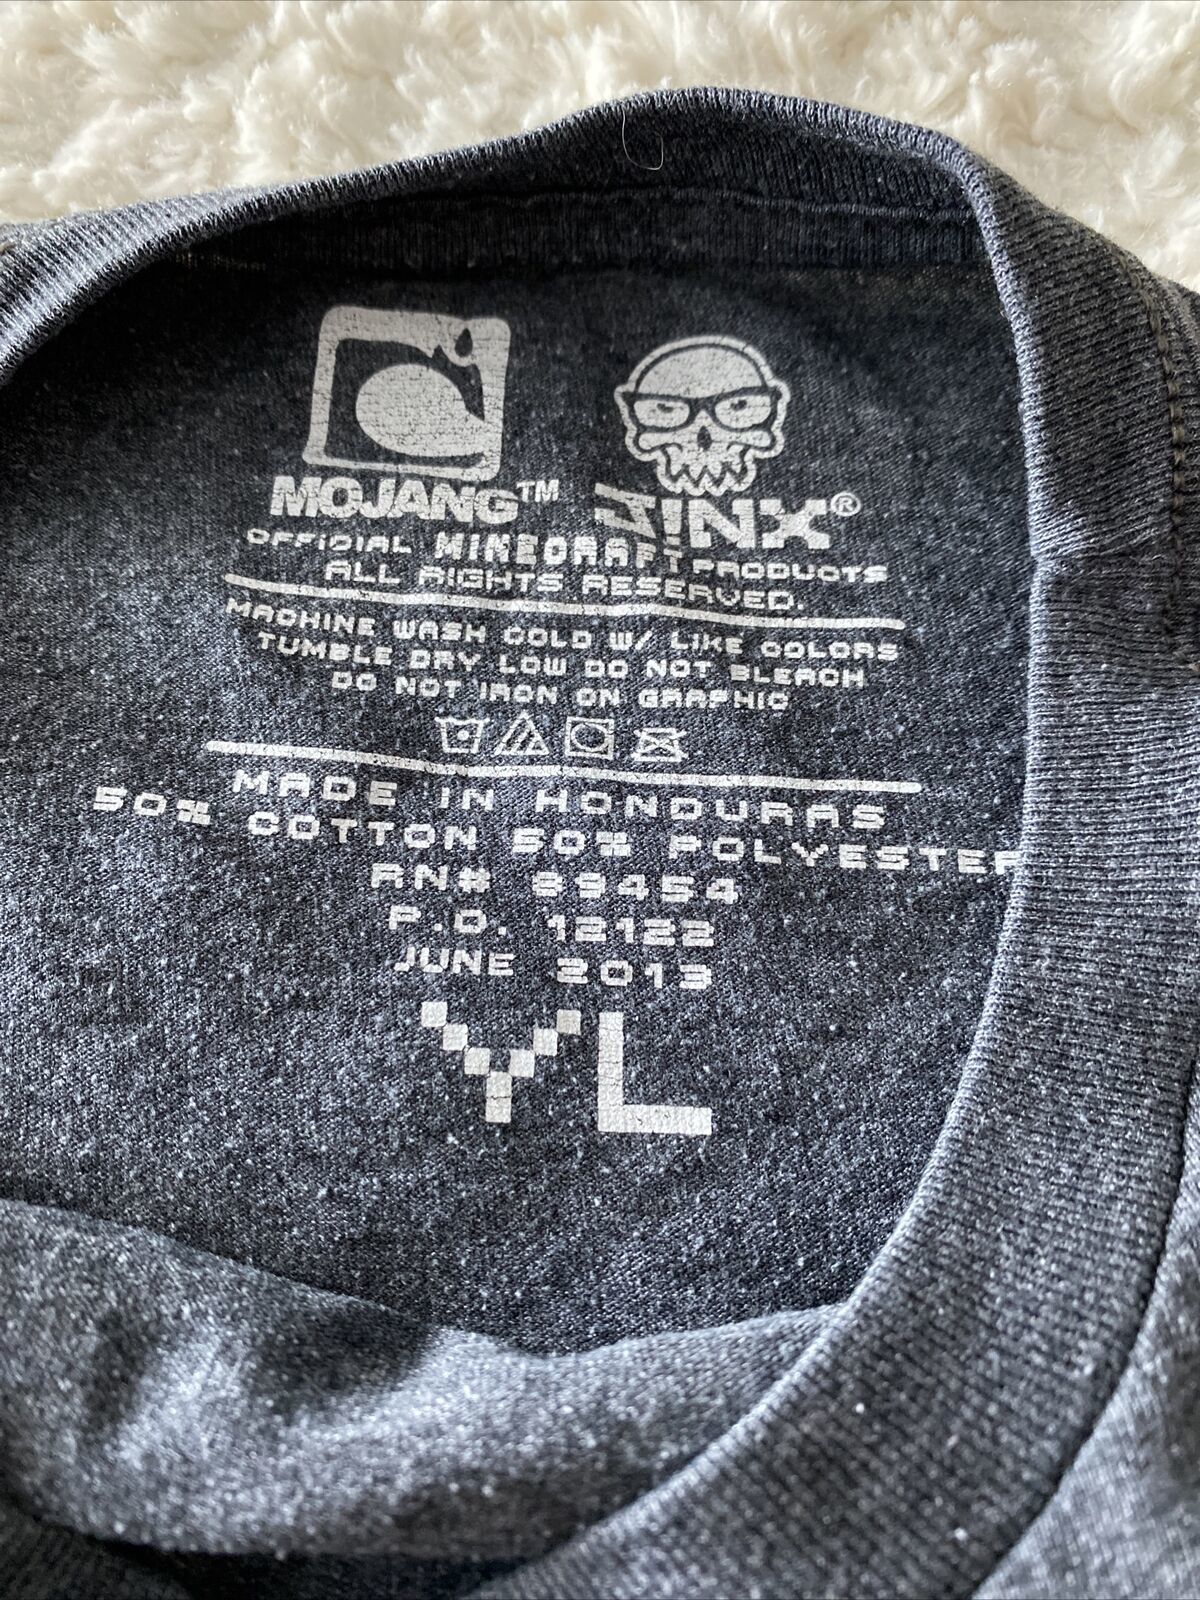 MOJANG™ JINX®
OFFICIAL MINECRAFT PRODUCTS
ALL RIGHTS RESERVED.
MACHINE WASH COLD W/ LIKE COLORS
TUMBLE DRY LOW DO NOT BLEACH
DO NOT IRON ON GRAPHIC
MADE IN HONDURAS
50% COTTON 50% POLYESTER
RN# 89454
P.O. 12122
JUNE 2013
YL